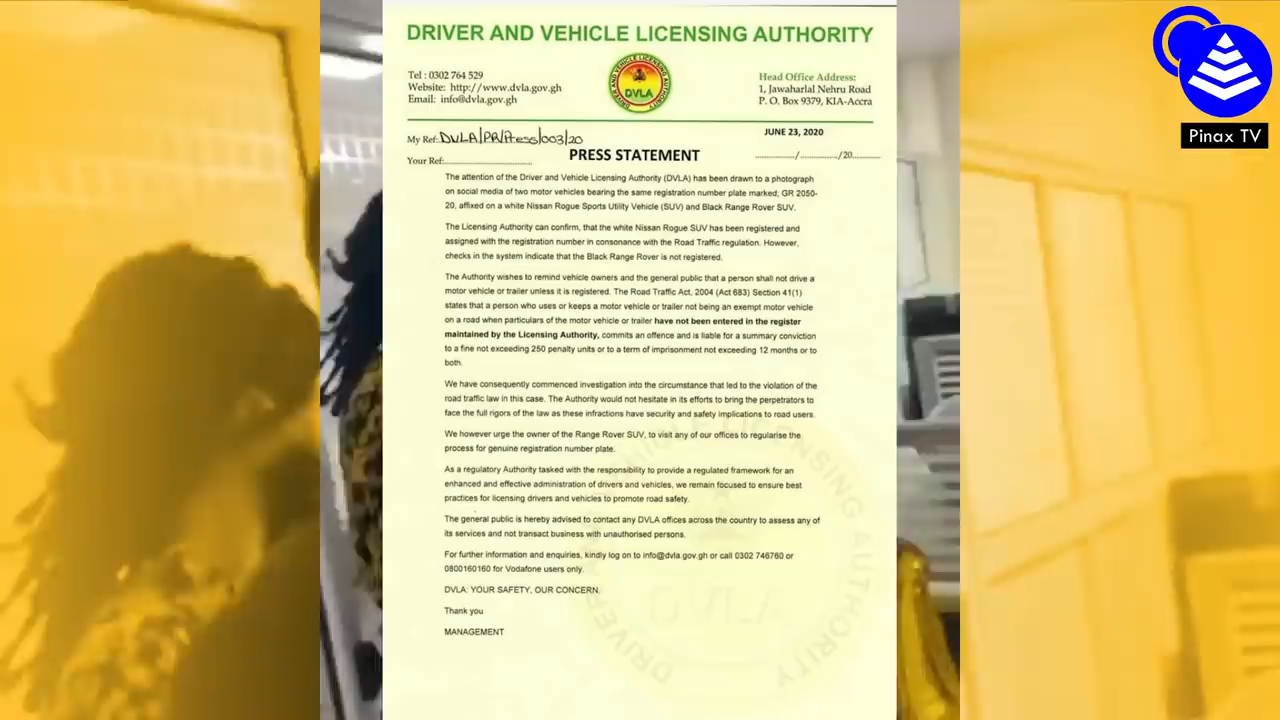 DRIVER AND VEHICLE LICENSING AUTHORITY
Tel : 0302 764 529
Website: http://www.dvla.gov.gh
Email: info@dvla.gov.gh
DRIVER AND VEHICLE LICENSING AUTHORITY
DVLA
Head Office Address:
1, Jawaharlal Nehru Road
P. O. Box 9379, KIA-Accra
Pinax TV
My Ref: DVLA/PR/Press/003/20
JUNE 23, 2020
Your Ref:..............................
PRESS STATEMENT
............../............../20..........
The attention of the Driver and Vehicle Licensing Authority (DVLA) has been drawn to a photograph
on social media of two motor vehicles bearing the same registration number plate marked; GR 2050-
20, affixed on a white Nissan Rogue Sports Utility Vehicle (SUV) and Black Range Rover SUV.
The Licensing Authority can confirm, that the white Nissan Rogue SUV has been registered and
assigned with the registration number in consonance with the Road Traffic regulation. However,
checks in the system indicate that the Black Range Rover is not registered.
The Authority wishes to remind vehicle owners and the general public that a person shall not drive a
motor vehicle or trailer unless it is registered. The Road Traffic Act, 2004 (Act 683) Section 41(1)
states that a person who uses or keeps a motor vehicle or trailer not being an exempt motor vehicle
on a road when particulars of the motor vehicle or trailer have not been entered in the register
maintained by the Licensing Authority, commits an offence and is liable for a summary conviction
to a fine not exceeding 250 penalty units or to a term of imprisonment not exceeding 12 months or to
both.
We have consequently commenced investigation into the circumstance that led to the violation of the
road traffic law in this case. The Authority would not hesitate in its efforts to bring the perpetrators to
face the full rigors of the law as these infractions have security and safety implications to road users.
We however urge the owner of the Range Rover SUV, to visit any of our offices to regularise the
process for genuine registration number plate.
As a regulatory Authority tasked with the responsibility to provide a regulated framework for an
enhanced and effective administration of drivers and vehicles, we remain focused to ensure best
practices for licensing drivers and vehicles to promote road safety.
The general public is hereby advised to contact any DVLA offices across the country to assess any of
its services and not transact business with unauthorised persons.
For further information and enquiries, kindly log on to info@dvla.gov.gh or call 0302 746760 or
0800160160 for Vodafone users only.
DVLA: YOUR SAFETY, OUR CONCERN.
Thank you
MANAGEMENT